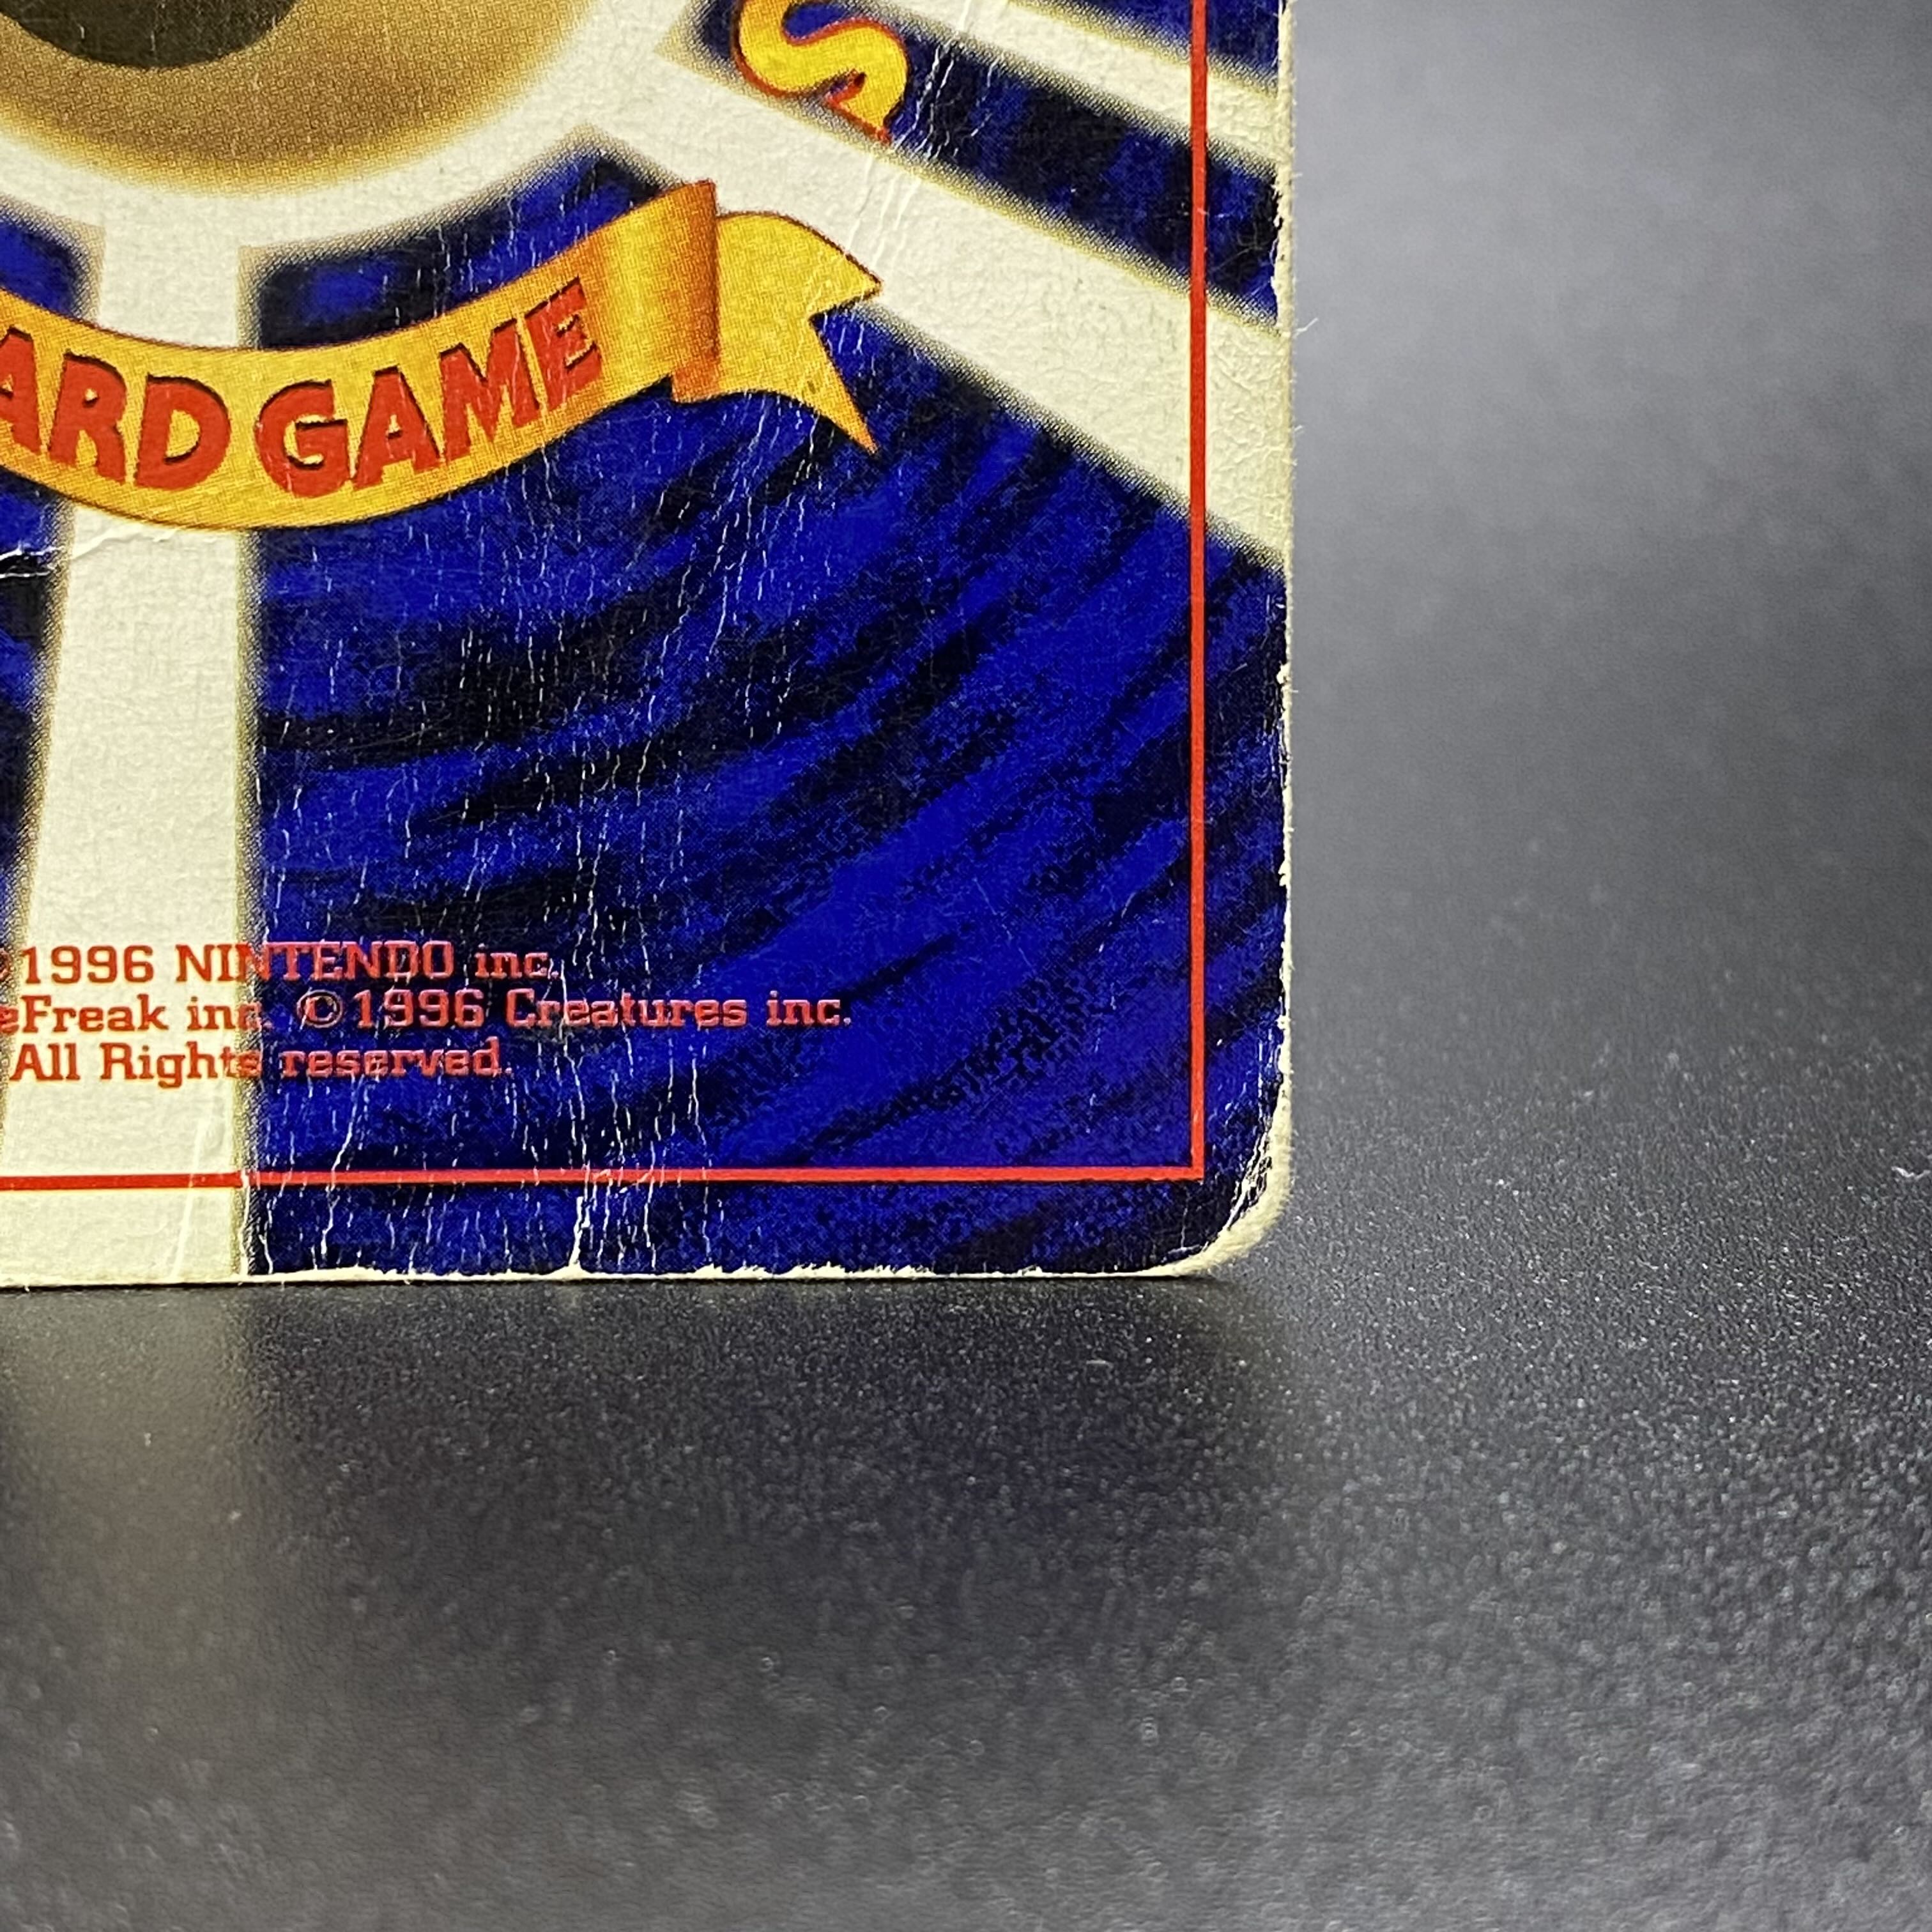 S
ARD GAME
©1996 NINTENDO inc.
eFreak inc. ©1996 Creatures inc.
All Rights reserved.